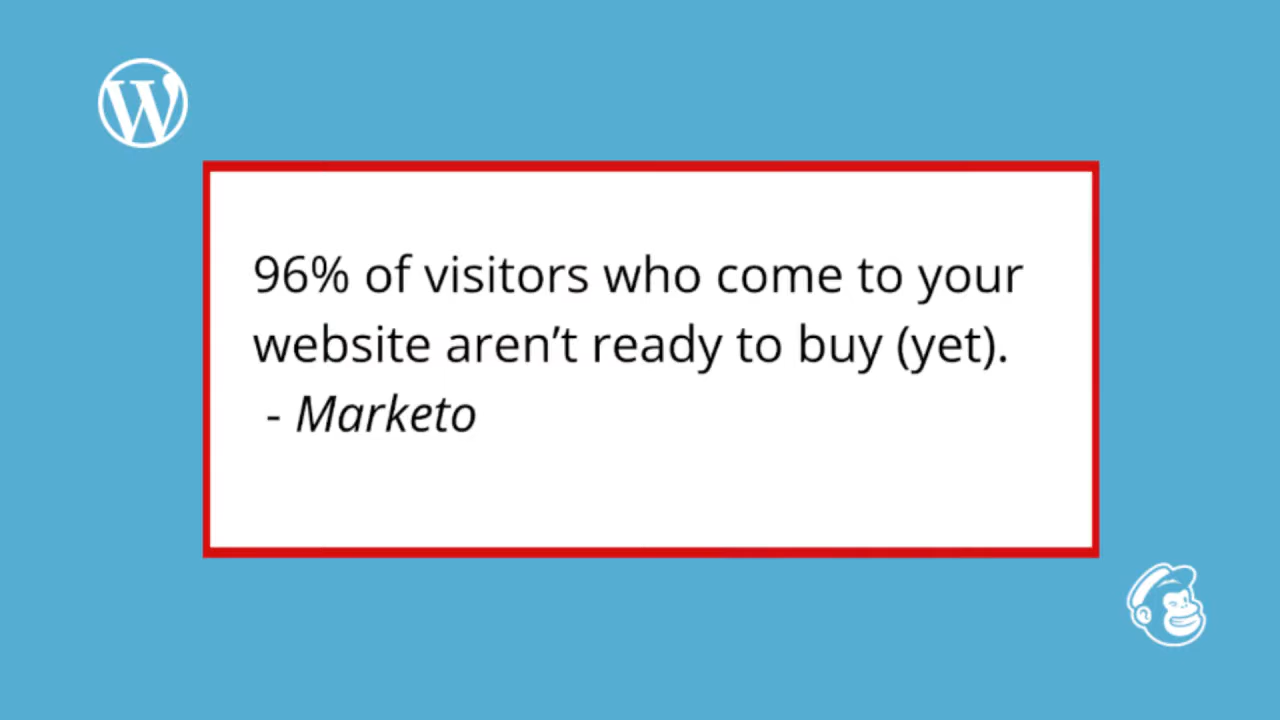 96% of visitors who come to your
website aren’t ready to buy (yet).
- Marketo